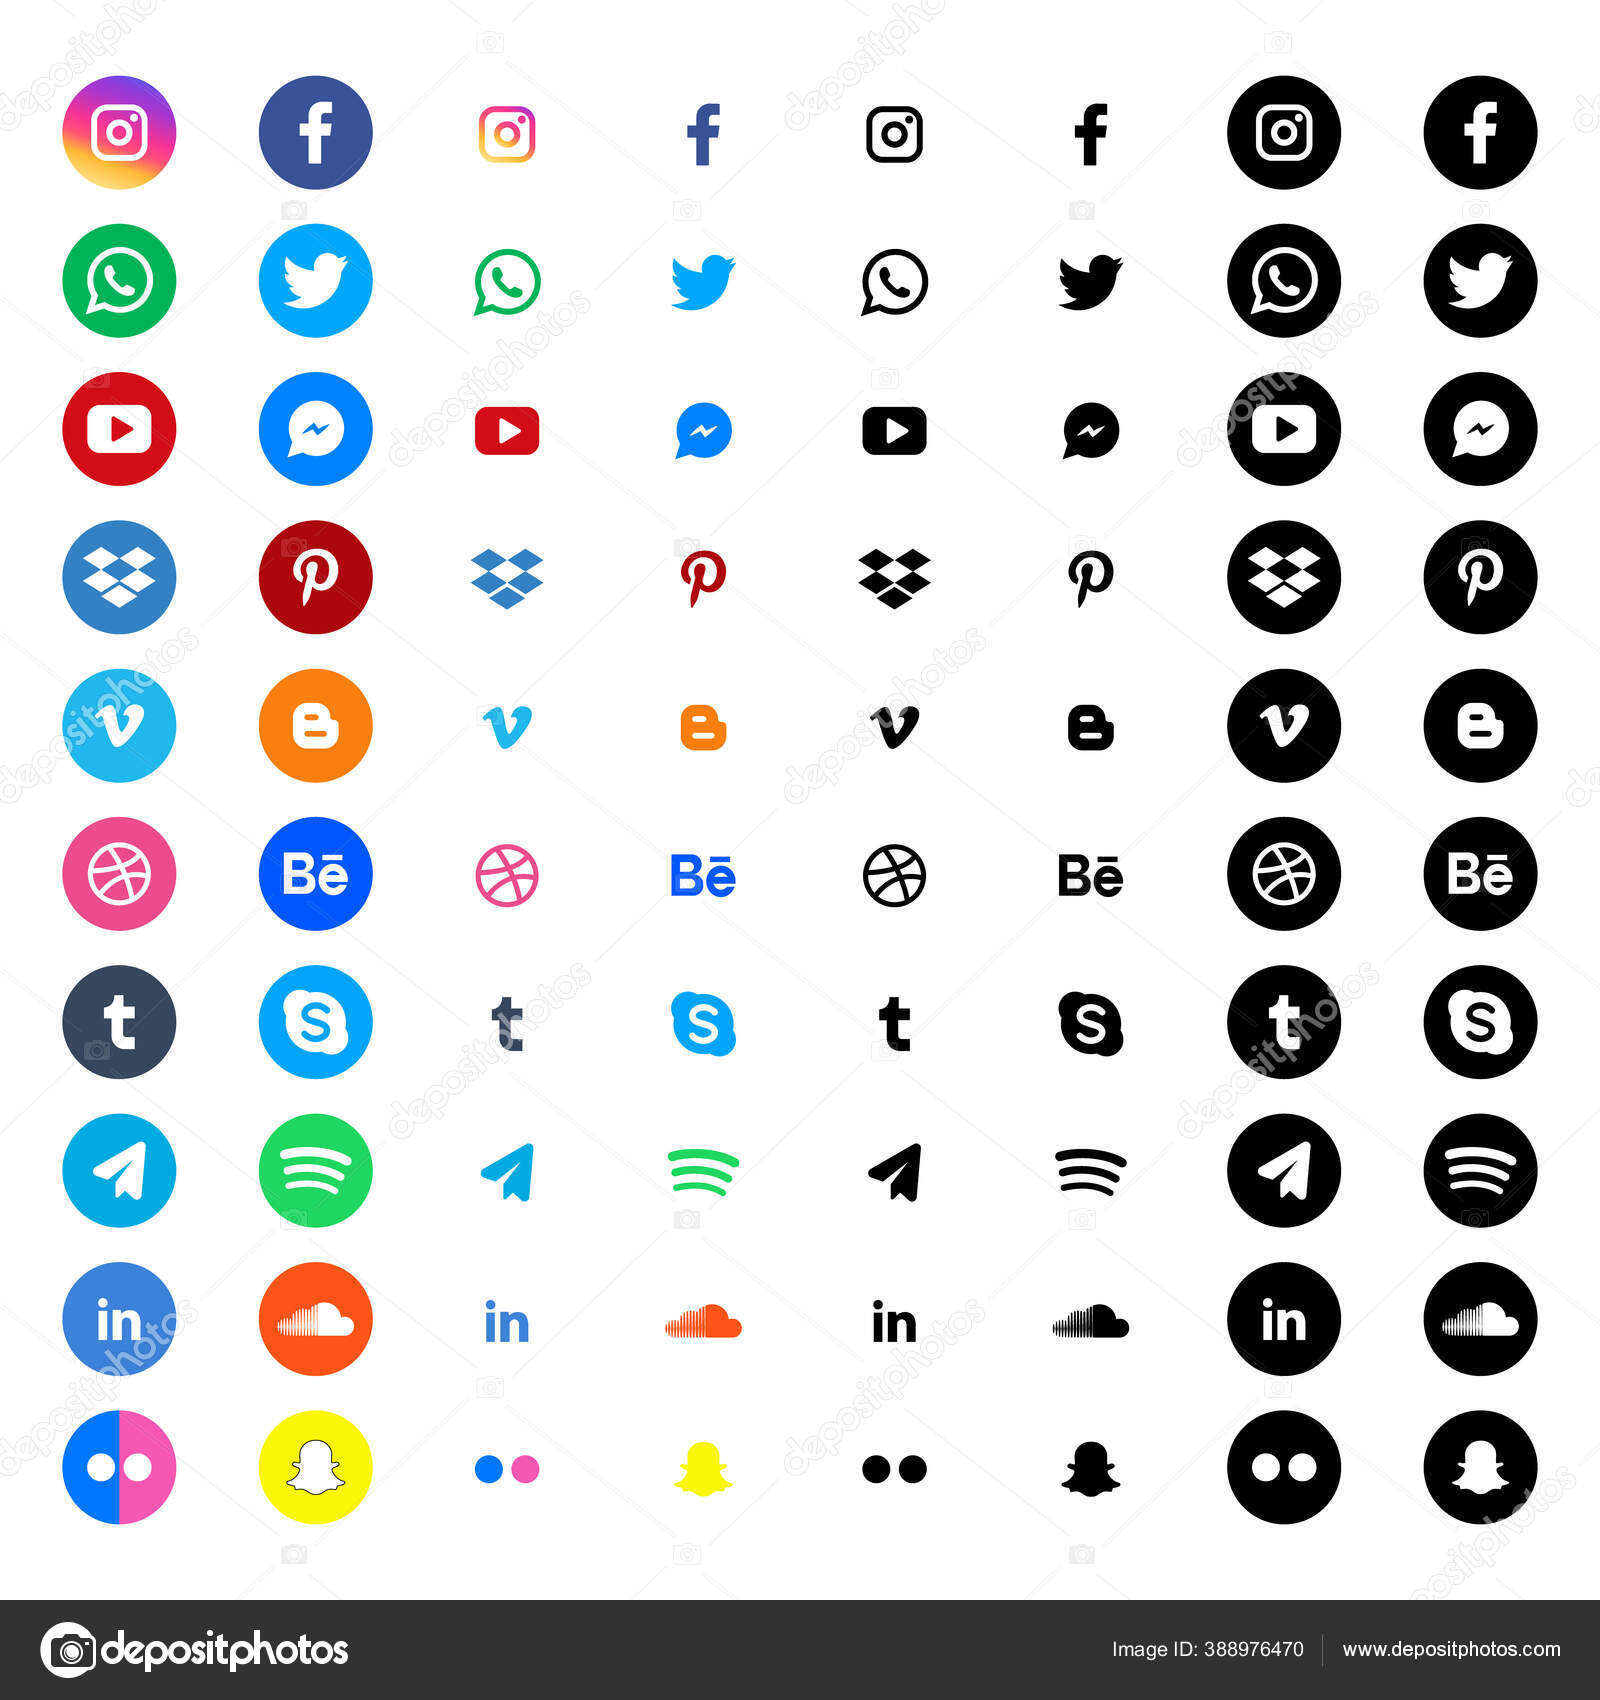 f f f f
Bē Bē Bē Bē
t S t S t S t S
in in in in
depositphotos
Image ID: 388976470
www.depositphotos.com